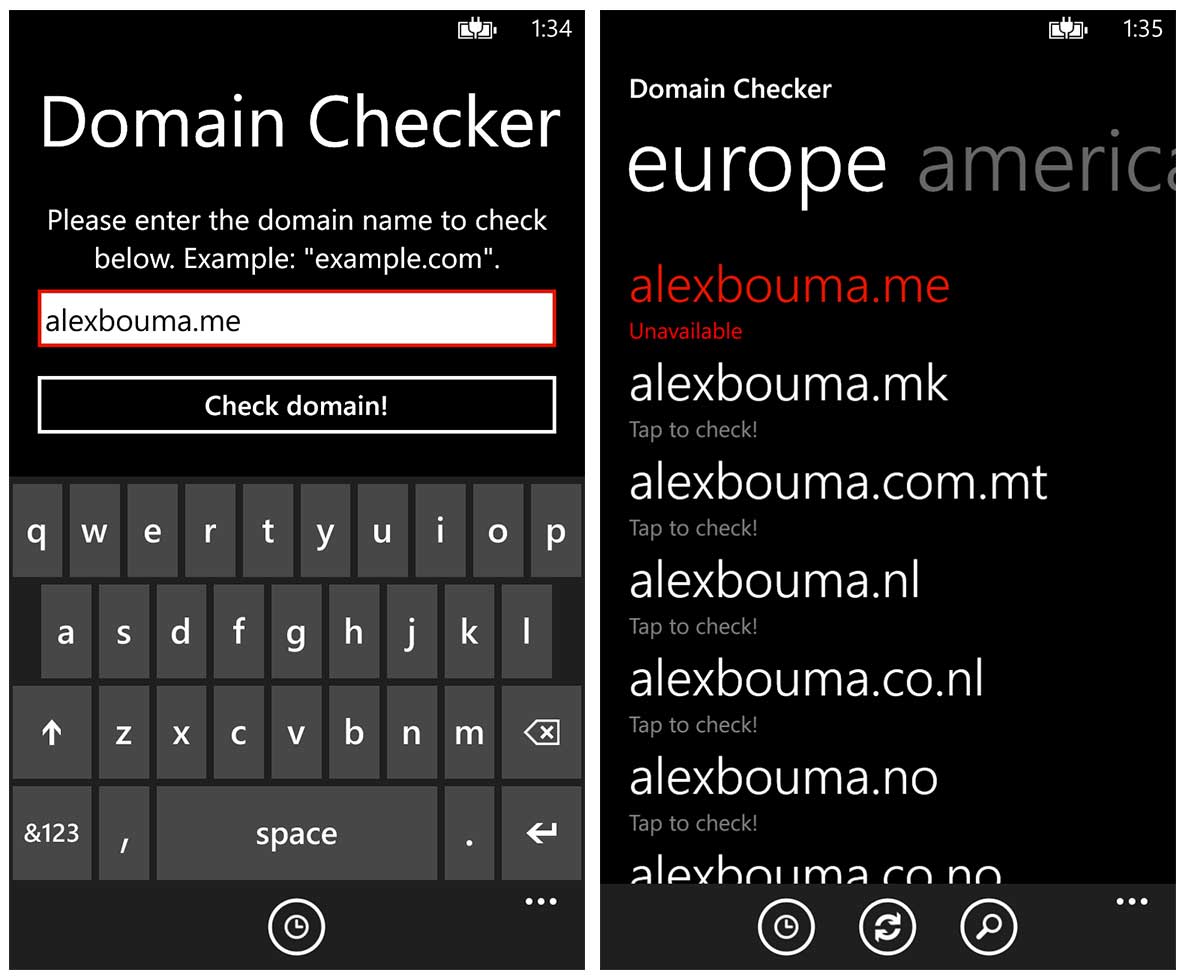 1:34
Domain Checker
Please enter the domain name to check
below. Example: "example.com".
alexbouma.me
Check domain!
q w e r t y u i o p
a s d f g h j k l
z x c v b n m
&123 , space .
1:35
Domain Checker
europe america
alexbouma.me
Unavailable
alexbouma.mk
Tap to check!
alexbouma.com.mt
Tap to check!
alexbouma.nl
Tap to check!
alexbouma.co.nl
Tap to check!
alexbouma.no
Tap to check!
alexbouma.co.no